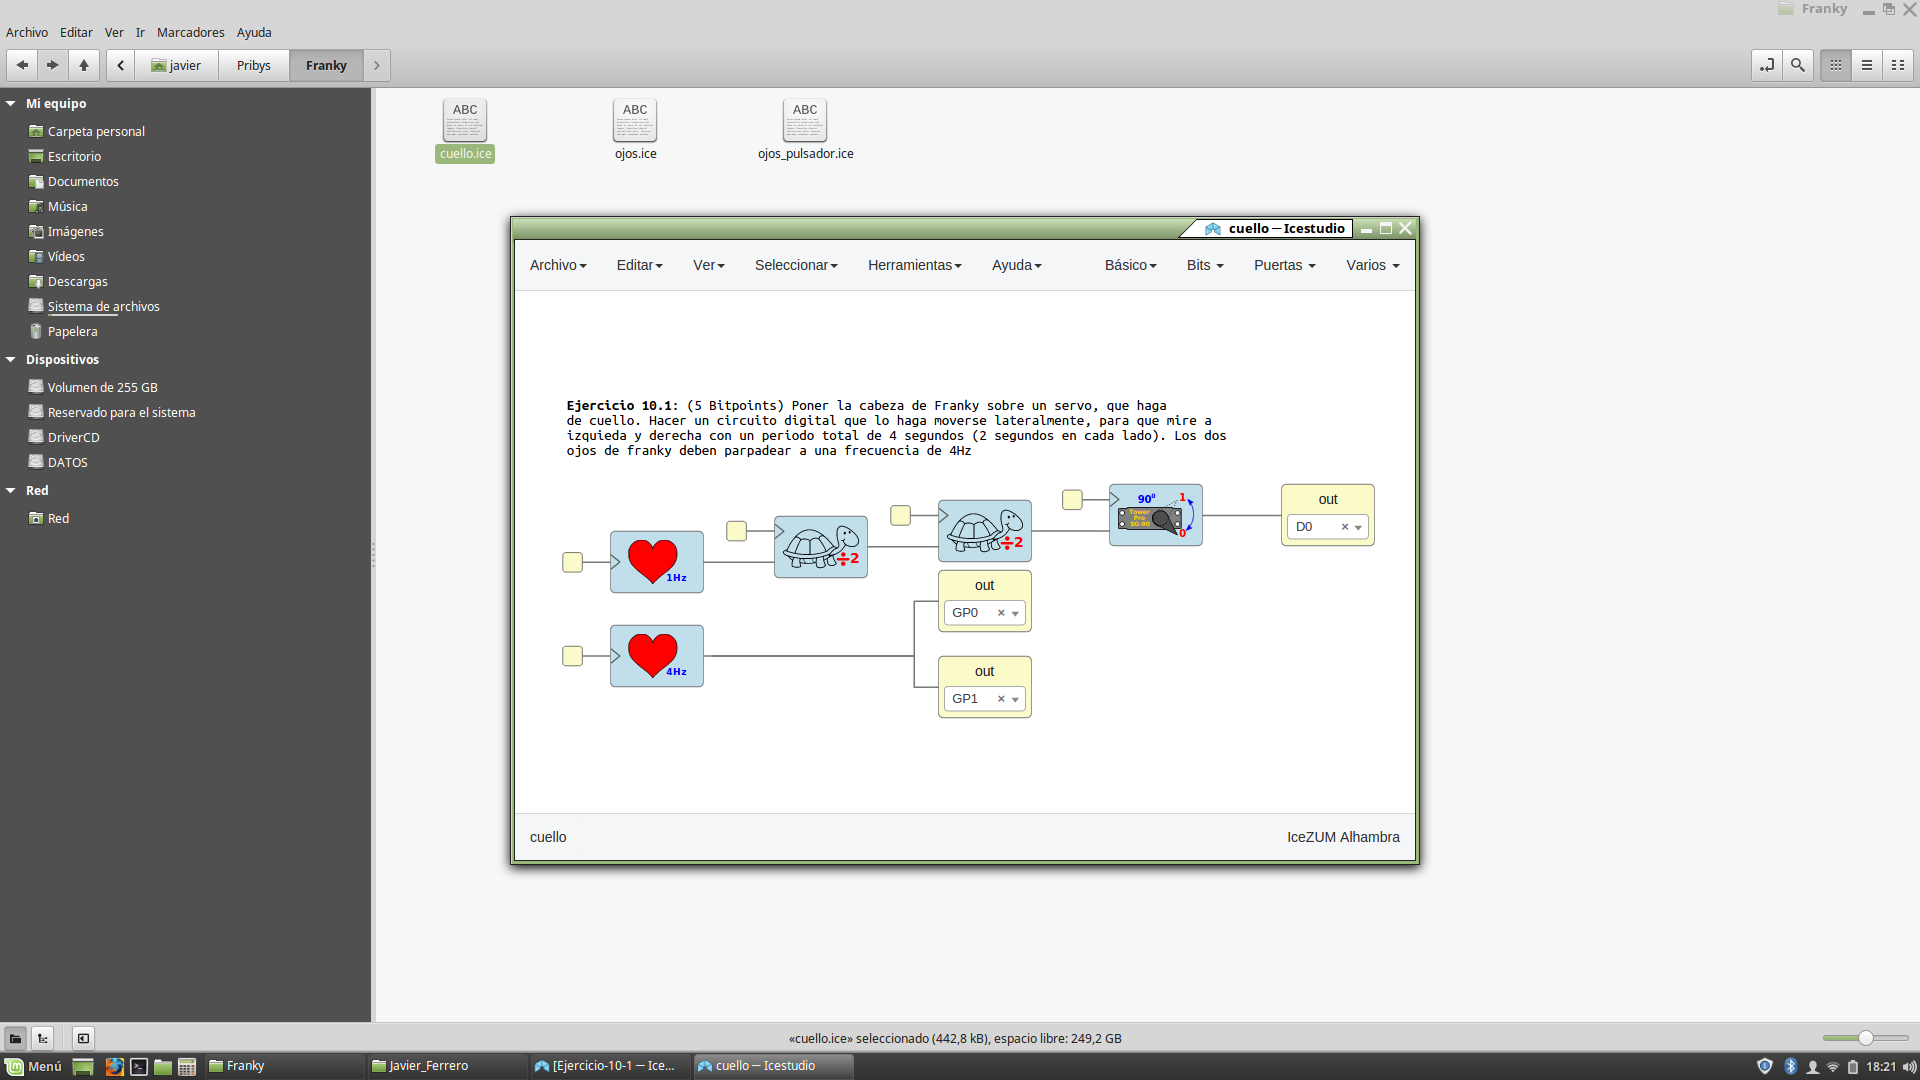 Franky
Archivo Editar Ver Ir Marcadores Ayuda
javier Pribys Franky
Mi equipo
Carpeta personal
Escritorio
Documentos
Música
Imágenes
Vídeos
Descargas
Sistema de archivos
Papelera
Dispositivos
Volumen de 255 GB
Reservado para el sistema
DriverCD
DATOS
Red
Red
ABC ABC ABC
cuello.ice ojos.ice ojos_pulsador.ice
cuello — Icestudio
Archivo Editar Ver Seleccionar Herramientas Ayuda Básico Bits Puertas Varios
Ejercicio 10.1: (5 Bitpoints) Poner la cabeza de Franky sobre un servo, que haga
de cuello. Hacer un circuito digital que lo haga moverse lateralmente, para que mire a
izquieda y derecha con un periodo total de 4 segundos (2 segundos en cada lado). Los dos
ojos de franky deben parpadear a una frecuencia de 4Hz
1Hz
÷2
÷2
90º 1
Tower
Pro
SG-90
0
out
D0 ×
out
GP0 ×
4Hz
out
GP1 ×
cuello IceZUM Alhambra
«cuello.ice» seleccionado (442,8 kB), espacio libre: 249,2 GB
Menú Franky Javier_Ferrero [Ejercicio-10-1 — Ice... cuello — Icestudio 18:21